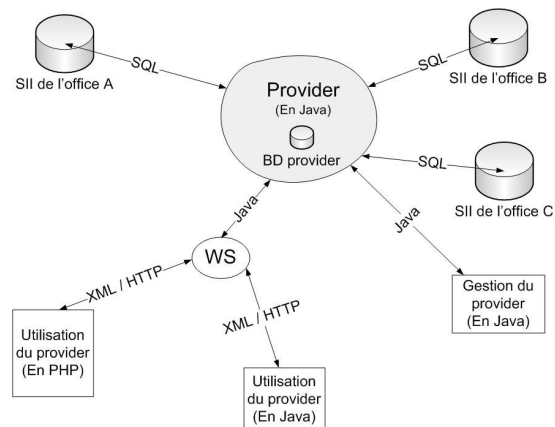 SQL
SII de l'office A
SQL
SII de l'office B
Provider
(En Java)
BD provider
SQL
SII de l'office C
Java
Java
WS
XML / HTTP
XML / HTTP
Gestion du
provider
(En Java)
Utilisation
du provider
(En PHP)
Utilisation
du provider
(En Java)